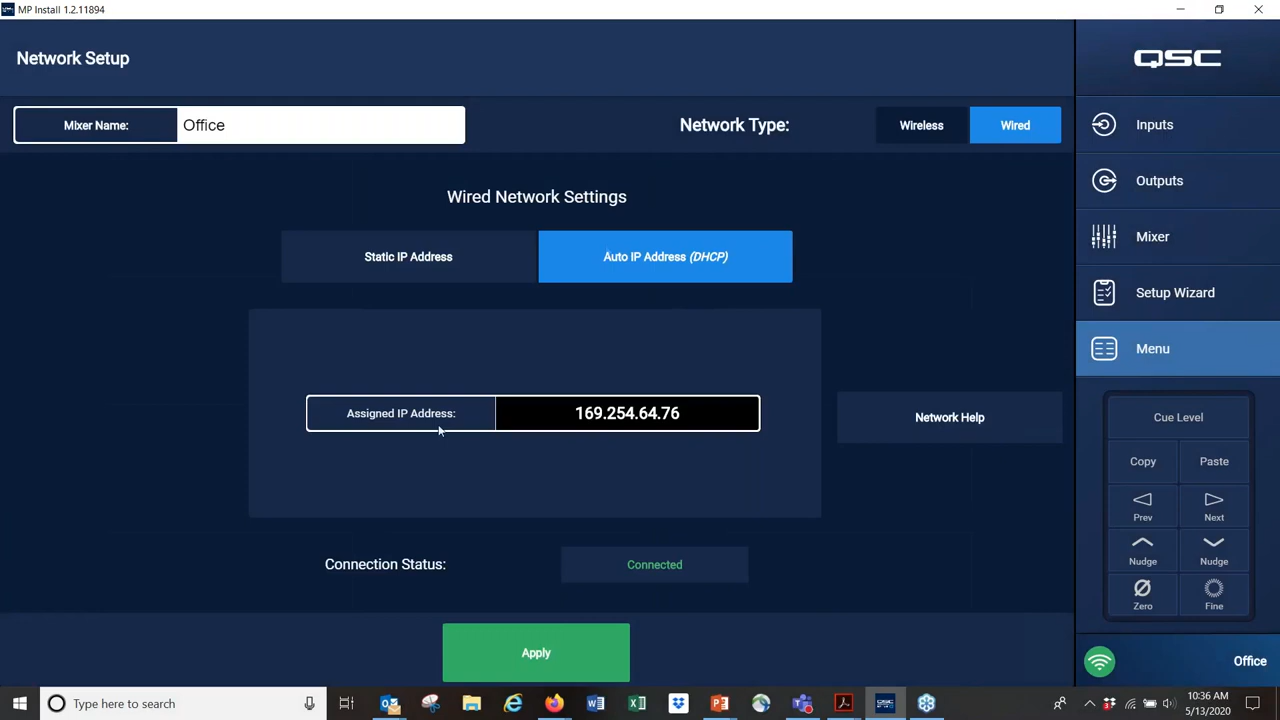 MP Install 1.2.11894
Network Setup
QSC
Mixer Name:
Office
Network Type:
Wireless
Wired
Inputs
Outputs
Mixer
Setup Wizard
Menu
Wired Network Settings
Static IP Address
Auto IP Address (DHCP)
Assigned IP Address:
169.254.64.76
Network Help
Connection Status:
Connected
Apply
Cue Level
Copy
Paste
Prev
Next
Nudge
Nudge
Zero
Fine
Office
Type here to search
10:36 AM
5/13/2020